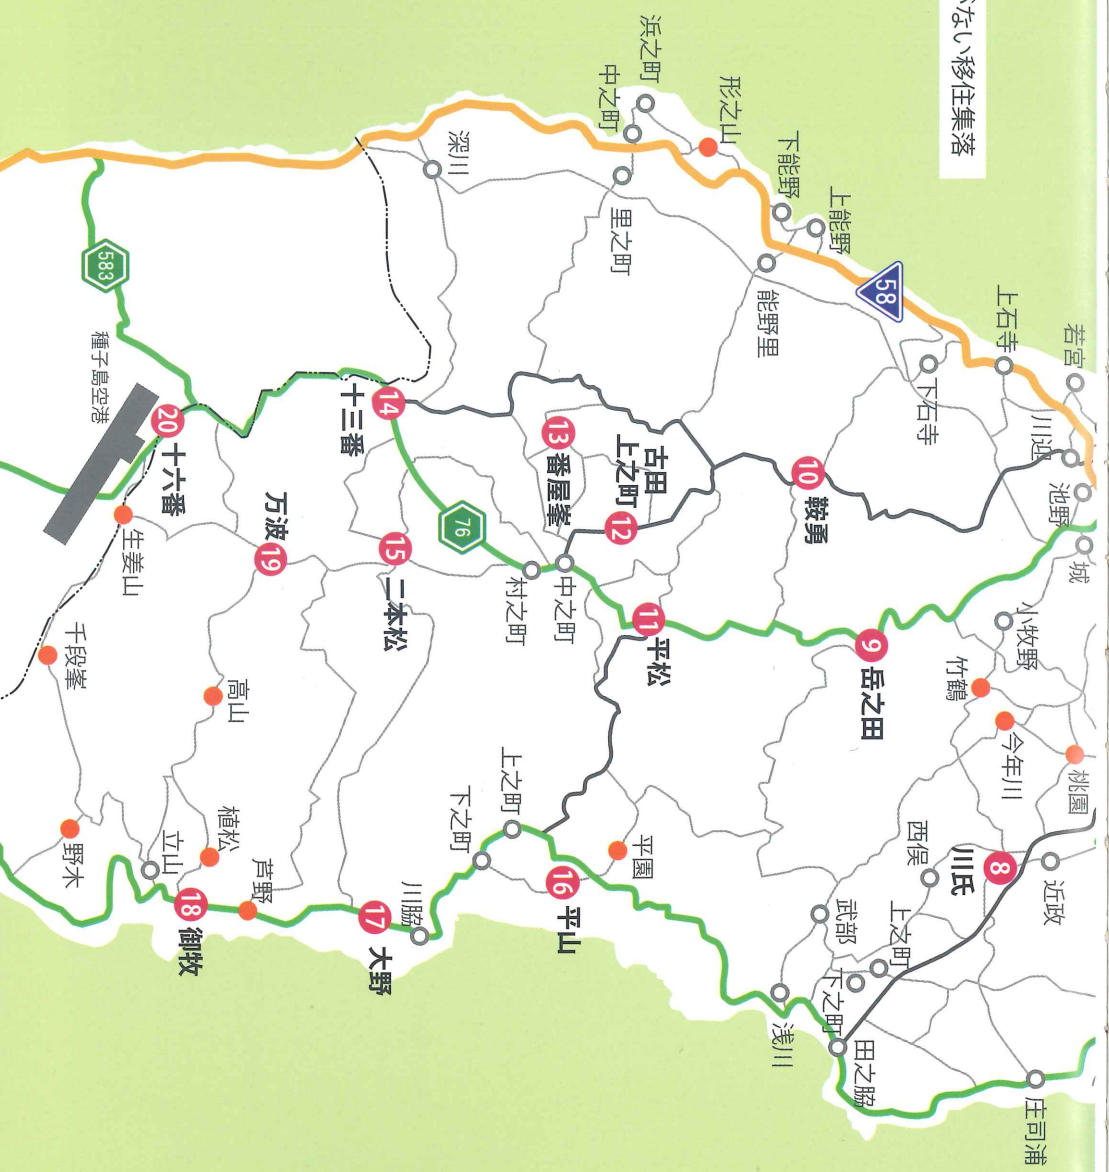 ない移住集落
浜之町
中之町
形之山
下能野
上能野
58
深川
里之町
能野里
上石寺
若宮
下石寺
川迎
池野
城
583
種子島空港
20 十六番
14 十三番
13 番屋峯
古田
上之町
12
10 鞍勇
76
15 二本松
万波
19
生姜山
村之町
中之町
11 平松
9 岳之田
小牧野
竹鶴
今年川
桃園
千段峯
高山
上之町
下之町
平園
16 平山
西俣
川氏
8
近政
野木
立山
植松
芦野
18 御牧
17 大野
川脇
武部
上之町
下之町
浅川
田之脇
庄司浦